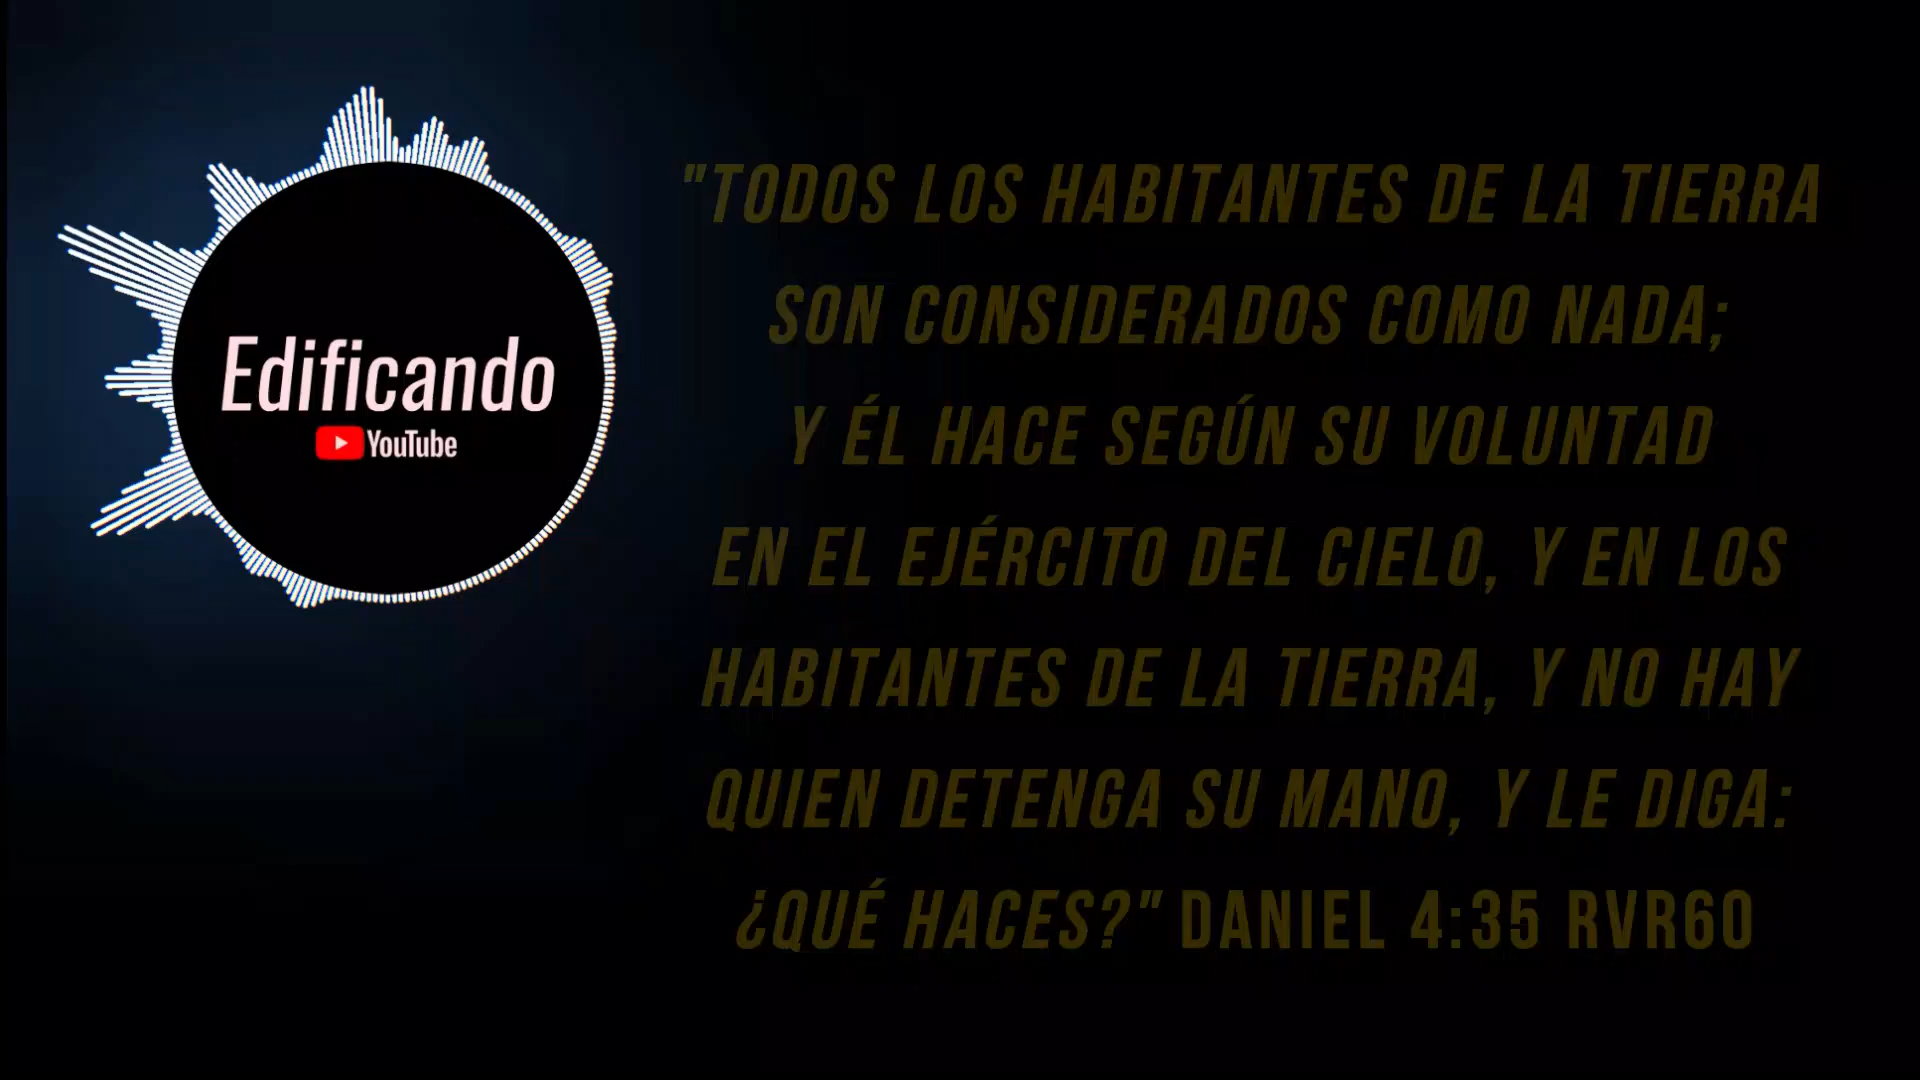 Edificando
YouTube
"TODOS LOS HABITANTES DE LA TIERRA
SON CONSIDERADOS COMO NADA;
Y ÉL HACE SEGÚN SU VOLUNTAD
EN EL EJÉRCITO DEL CIELO, Y EN LOS
HABITANTES DE LA TIERRA, Y NO HAY
QUIEN DETENGA SU MANO, Y LE DIGA:
¿QUÉ HACES?" DANIEL 4:35 RVR60